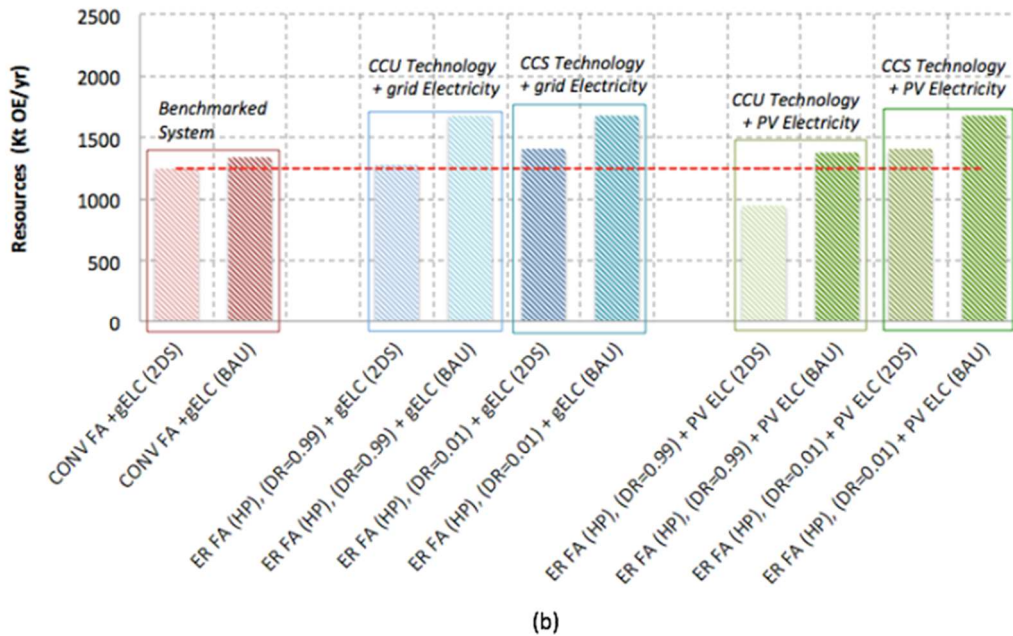 2500
2000
1500
1000
500
0
Resources (Kt OE/yr)
Benchmarked
System
CCU Technology
+ grid Electricity
CCS Technology
+ grid Electricity
CCU Technology
+ PV Electricity
CCS Technology
+ PV Electricity
CONV FA +gELC (2DS)
CONV FA +gELC (BAU)
ER FA (HP), (DR=0.99) + gELC (2DS)
ER FA (HP), (DR=0.99) + gELC (BAU)
ER FA (HP), (DR=0.01) + gELC (2DS)
ER FA (HP), (DR=0.01) + gELC (BAU)
ER FA (HP), (DR=0.99) + PV ELC (2DS)
ER FA (HP), (DR=0.99) + PV ELC (BAU)
ER FA (HP), (DR=0.01) + PV ELC (2DS)
ER FA (HP), (DR=0.01) + PV ELC (BAU)
(b)